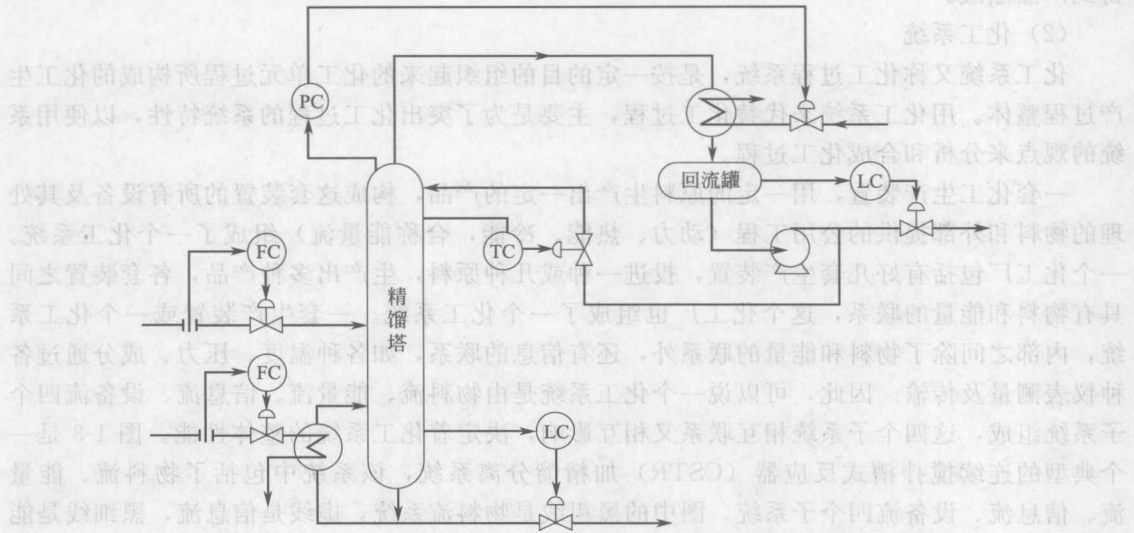 (2) 化工系统
化工系统又称化工过程系统，是按一定的目的组织起来的化工单元过程所构成的化工生
产过程整体。用化工系统代替化工过程，主要是为了突出化工过程的系统特性，以便用系
统的观点来分析和合成化工过程。
一套化工生产装置，用一定的原料生产出一定的产品，构成这套装置的所有设备及其处
理的物料和外部提供的公用工程（动力、热能、冷能，合称能量流）组成了一个化工系统。
一个化工厂包括有好几套生产装置，投进一种或几种原料，生产出多种产品，各套装置之间
具有物料和能量的联系，这个化工厂也组成了一个化工系统。一套生产装置或一个化工系
统，内部之间除了物料和能量的联系外，还有信息的联系，如各种温度、压力、成分通过各
种仪表测量及传输。因此，可以说一个化工系统是由物料流、能量流、信息流、设备流四个
子系统组成，这四个子系统相互联系又相互影响，决定着化工系统的整体性能。图1-3是一
个典型的连续搅拌槽式反应器（CSTR）加精馏分离系统，该系统中包括了物料流、能量
流、信息流、设备流四个子系统。图中的黑粗线是物料流系统，虚线是信息流，黑细线是能
PC
回流罐
LC
TC
FC
精馏塔
FC
LC